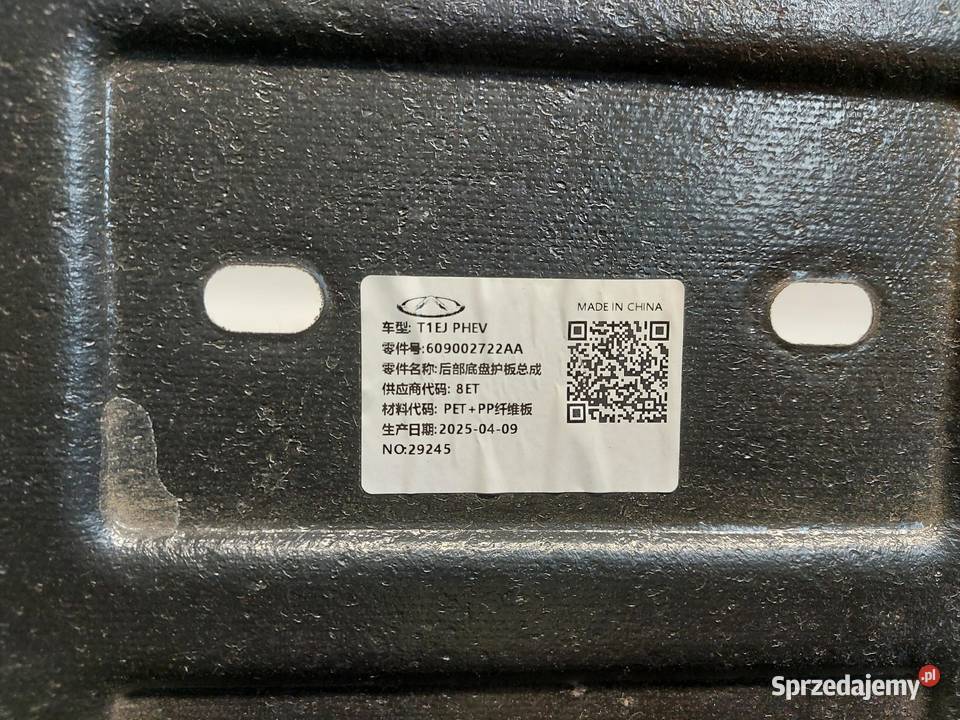 MADE IN CHINA
车型: T1EJ PHEV
零件号:609002722AA
零件名称:后部底盘护板总成
供应商代码: 8ET
材料代码: PET+PP纤维板
生产日期:2025-04-09
NO:29245
Sprzedajemy.pl